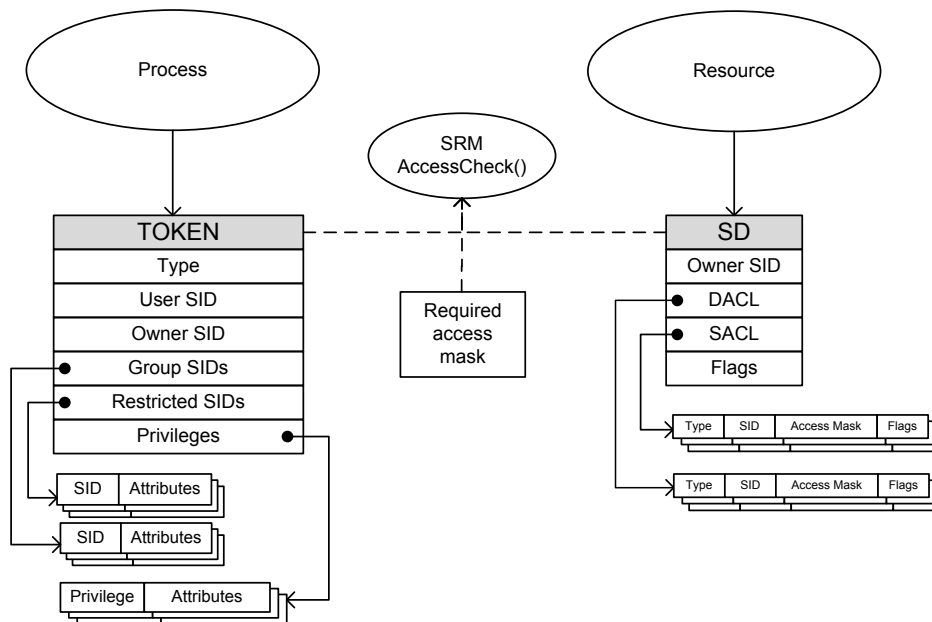 Process
Resource
SRM
AccessCheck()
TOKEN
Type
User SID
Owner SID
Group SIDs
Restricted SIDs
Privileges
Required
access
mask
SD
Owner SID
DACL
SACL
Flags
Type SID Access Mask Flags
Type SID Access Mask Flags
SID Attributes
SID Attributes
Privilege Attributes